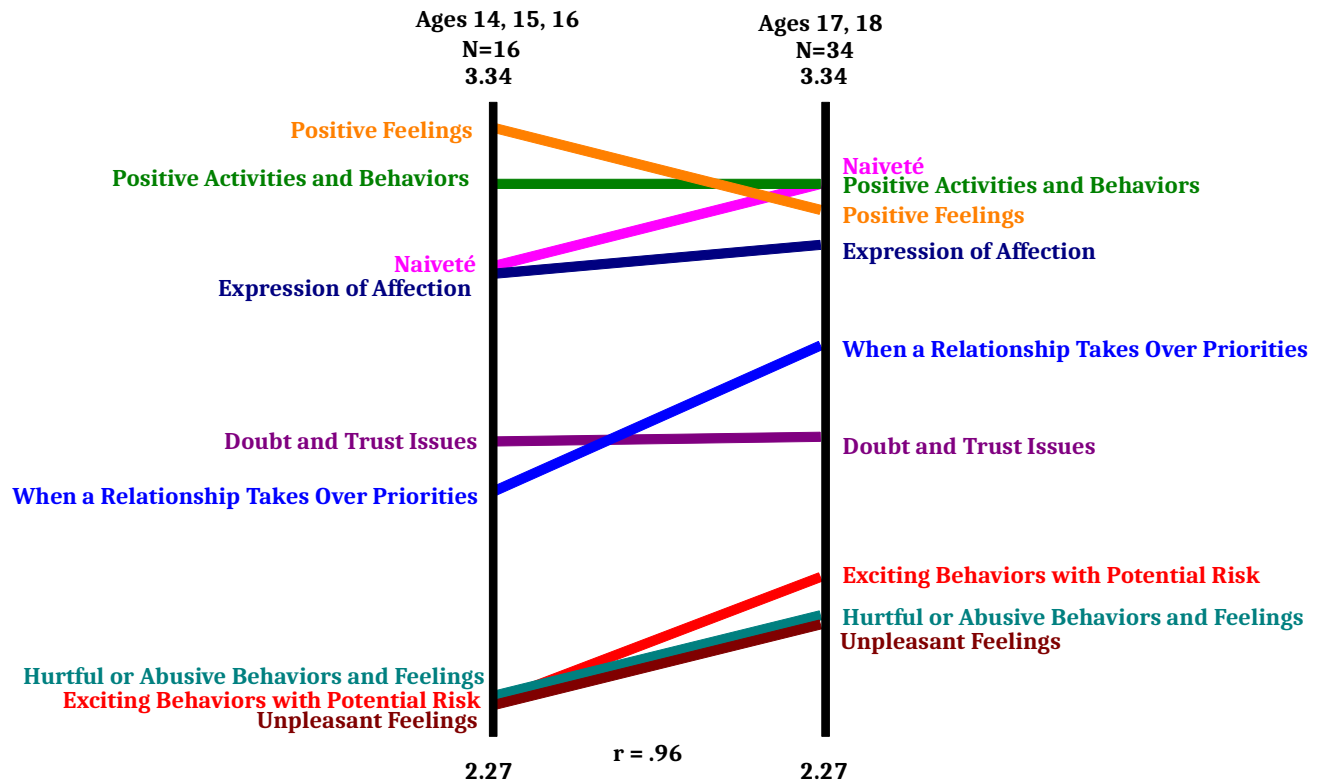 Ages 14, 15, 16
N=16
3.34
Ages 17, 18
N=34
3.34
Positive Feelings
Positive Activities and Behaviors
Naiveté
Expression of Affection
Doubt and Trust Issues
When a Relationship Takes Over Priorities
Hurtful or Abusive Behaviors and Feelings
Exciting Behaviors with Potential Risk
Unpleasant Feelings
Naiveté
Positive Activities and Behaviors
Positive Feelings
Expression of Affection
When a Relationship Takes Over Priorities
Doubt and Trust Issues
Exciting Behaviors with Potential Risk
Hurtful or Abusive Behaviors and Feelings
Unpleasant Feelings
r = .96
2.27
2.27